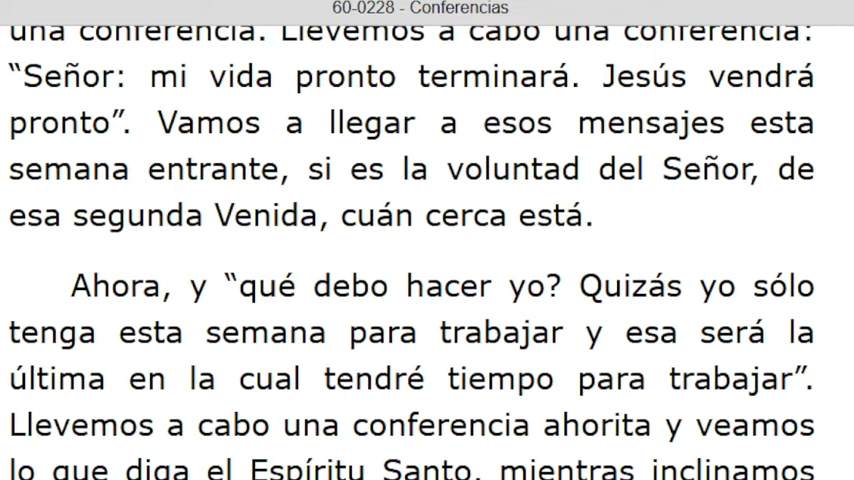 60-0228 - Conferencias
una conferencia. Llevemos a cabo una conferencia:
“Señor: mi vida pronto terminará. Jesús vendrá
pronto”. Vamos a llegar a esos mensajes esta
semana entrante, si es la voluntad del Señor, de
esa segunda Venida, cuán cerca está.
Ahora, y “qué debo hacer yo? Quizás yo sólo
tenga esta semana para trabajar y esa será la
última en la cual tendré tiempo para trabajar”.
Llevemos a cabo una conferencia ahorita y veamos
lo que diga el Espíritu Santo, mientras inclinamos